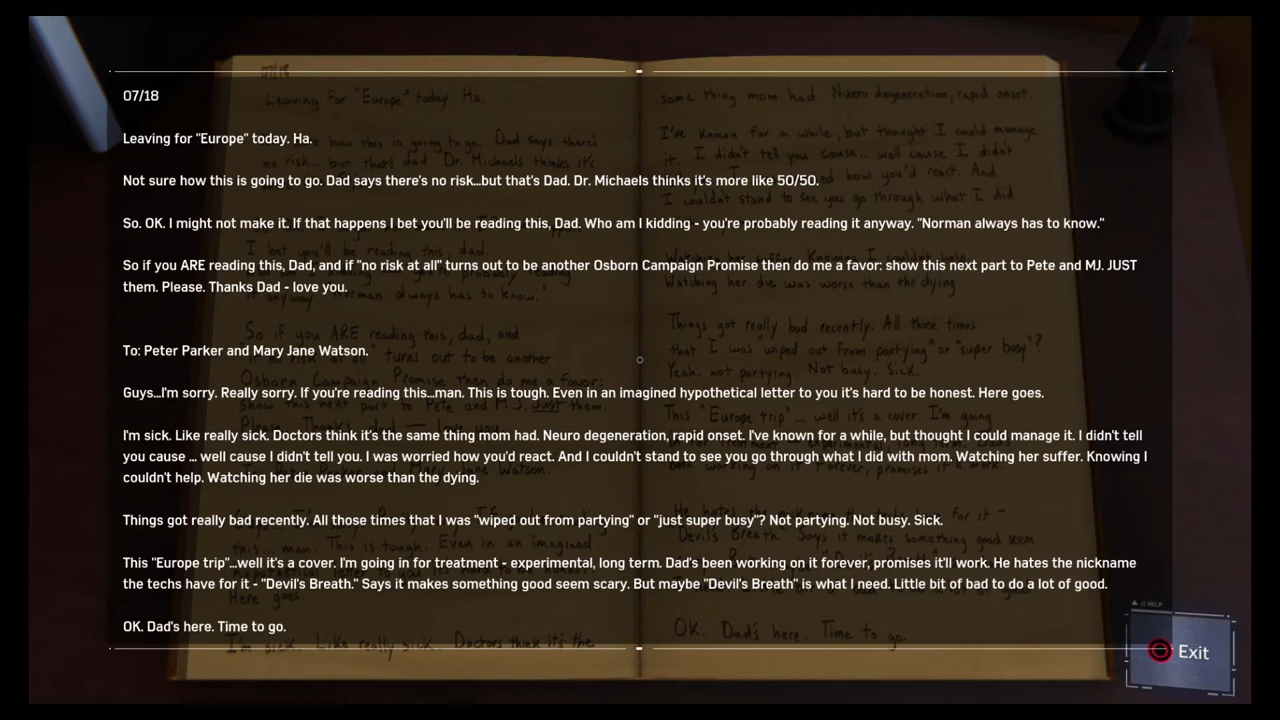 07/18
Leaving for "Europe" today. Ha.
Not sure how this is going to go. Dad says there's no risk...but that's Dad. Dr. Michaels thinks it's more like 50/50.
So. OK. I might not make it. If that happens I bet you'll be reading this, Dad. Who am I kidding - you're probably reading it anyway. "Norman always has to know."
So if you ARE reading this, Dad, and if "no risk at all" turns out to be another Osborn Campaign Promise then do me a favor: show this next part to Pete and MJ. JUST
them. Please. Thanks Dad - love you.
To: Peter Parker and Mary Jane Watson.
Guys...I'm sorry. Really sorry. If you're reading this...man. This is tough. Even in an imagined hypothetical letter to you it's hard to be honest. Here goes.
I'm sick. Like really sick. Doctors think it's the same thing mom had. Neuro degeneration, rapid onset. I've known for a while, but thought I could manage it. I didn't tell
you cause ... well cause I didn't tell you. I was worried how you'd react. And I couldn't stand to see you go through what I did with mom. Watching her suffer. Knowing I
couldn't help. Watching her die was worse than the dying.
Things got really bad recently. All those times that I was "wiped out from partying" or "just super busy"? Not partying. Not busy. Sick.
This "Europe trip"...well it's a cover. I'm going in for treatment - experimental, long term. Dad's been working on it forever, promises it'll work. He hates the nickname
the techs have for it - "Devil's Breath." Says it makes something good seem scary. But maybe "Devil's Breath" is what I need. Little bit of bad to do a lot of good.
OK. Dad's here. Time to go.
// HELP
Exit